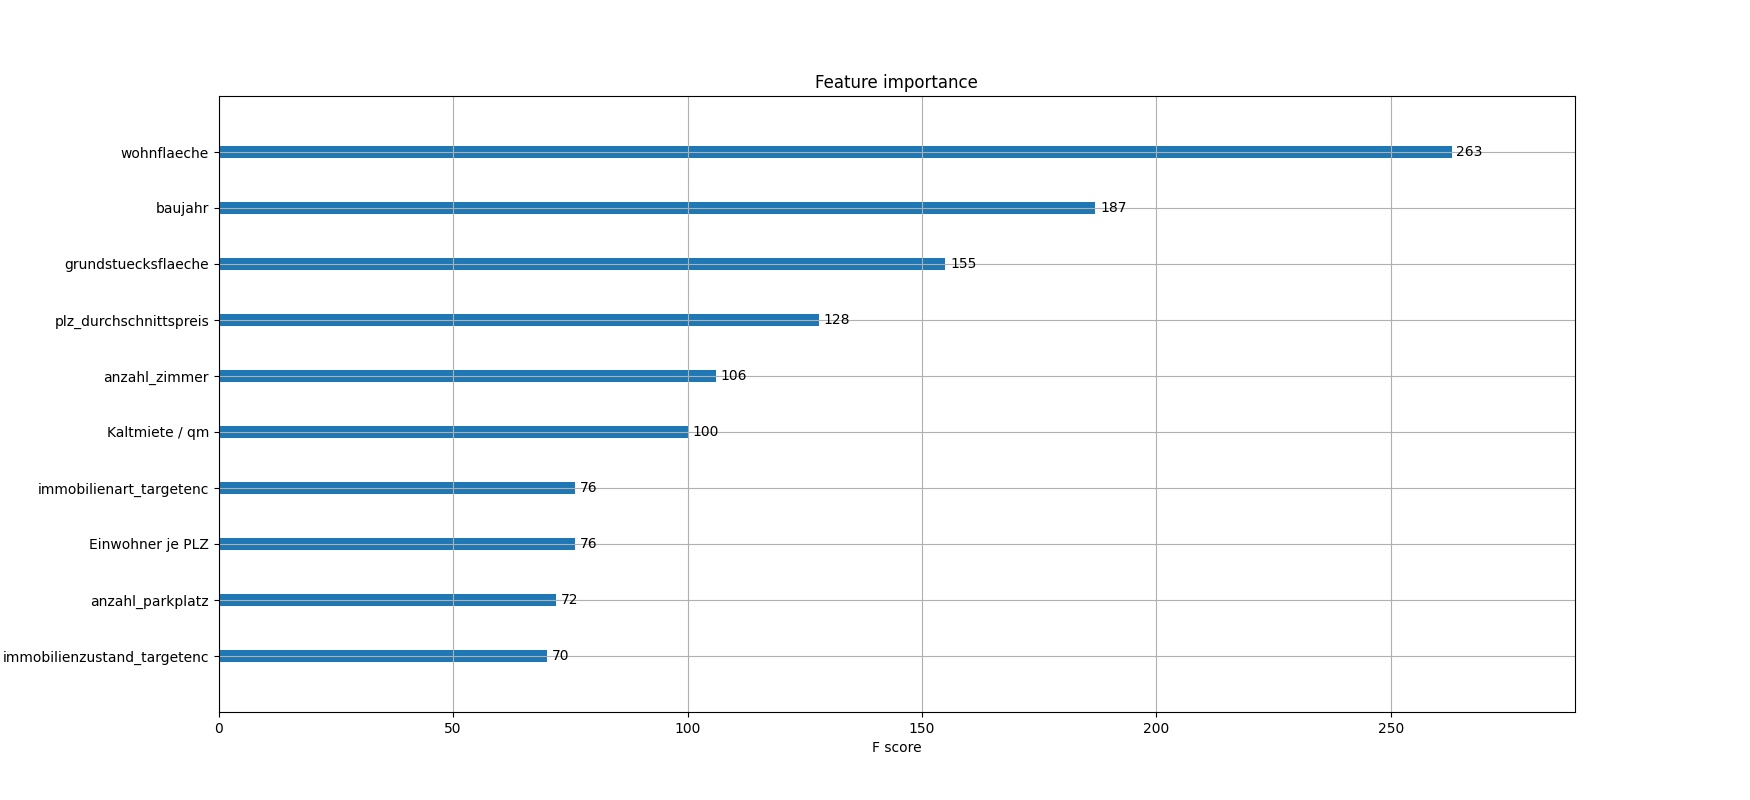 Feature importance
wohnflaeche 263
baujahr 187
grundstuecksflaeche 155
plz_durchschnittspreis 128
anzahl_zimmer 106
Kaltmiete / qm 100
immobilienart_targetenc 76
Einwohner je PLZ 76
anzahl_parkplatz 72
immobilienzustand_targetenc 70
0 50 100 150 200 250
F score